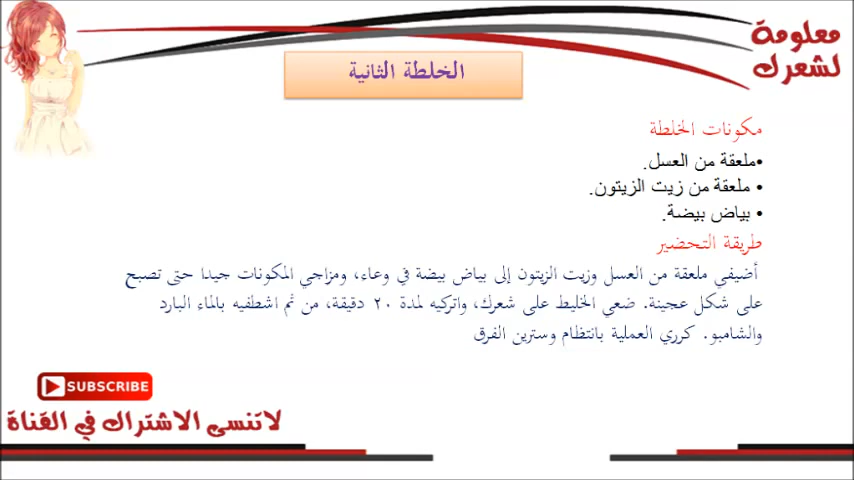 معلومة
لشعرك
الخلطة الثانية
مكونات الخلطة
•ملعقة من العسل.
• ملعقة من زيت الزيتون.
• بياض بيضة.
طريقة التحضير
أضيفي ملعقة من العسل وزيت الزيتون إلى بياض بيضة في وعاء، ومزاجي المكونات جيدا حتى تصبح
على شكل عجينة. ضعي الخليط على شعرك، واتركيه لمدة ٢٠ دقيقة، من ثم اشطفيه بالماء البارد
والشامبو. كرري العملية بانتظام وسترين الفرق
SUBSCRIBE
لاتنسى الاشتراك في القناة